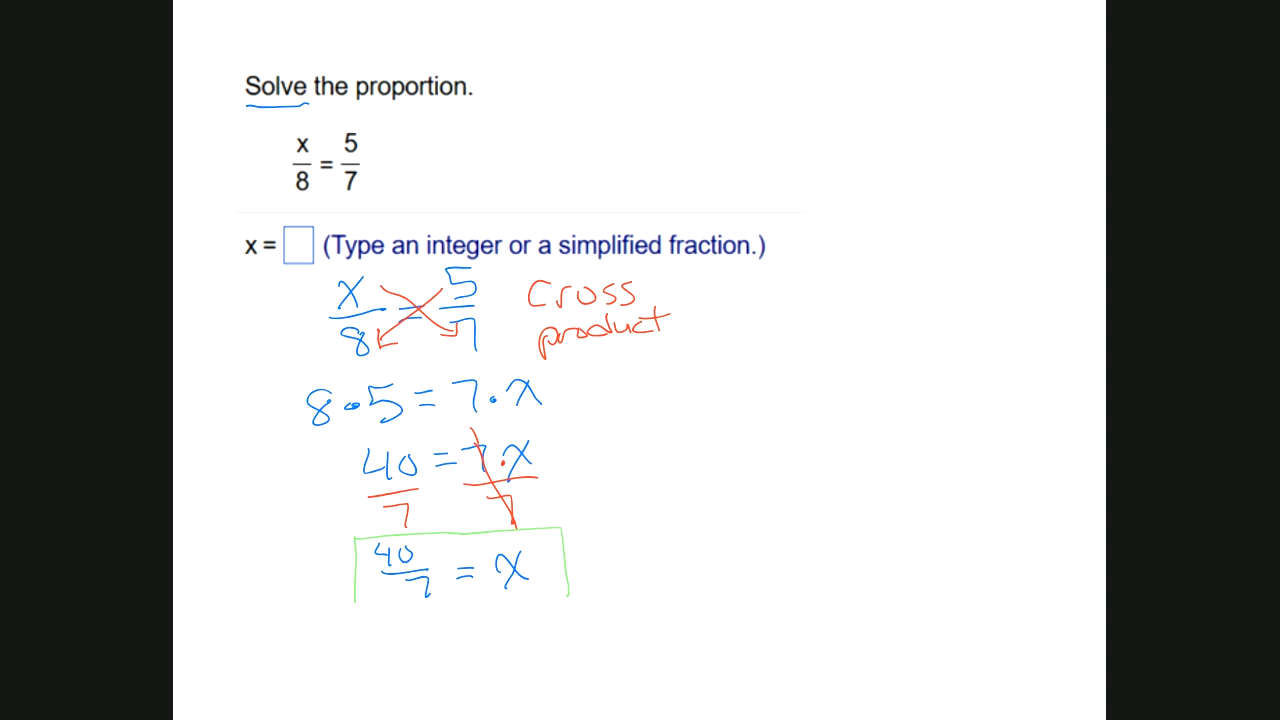 Solve the proportion.
x/8 = 5/7
x = (Type an integer or a simplified fraction.)
x/8 = 5/7 Cross
product
8·5 = 7·x
40/7 = 7·x/7
40/7 = x